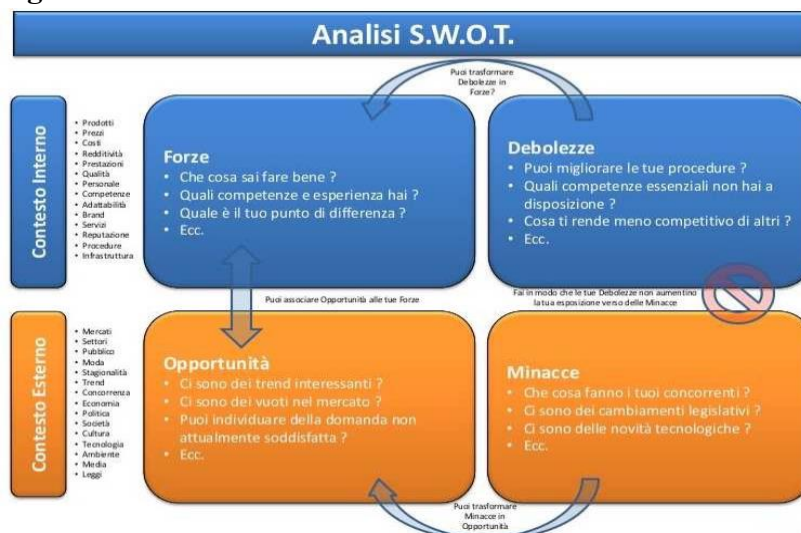 Analisi S.W.O.T.
Puoi trasformare
Debolezze in
Forze?
Contesto Interno
• Prodotti
• Prezzi
• Costi
• Redditività
• Prestazioni
• Qualità
• Personale
• Competenze
• Adattabilità
• Brand
• Servizi
• Reputazione
• Procedure
• Infrastruttura
Forze
• Che cosa sai fare bene ?
• Quali competenze e esperienza hai ?
• Quale è il tuo punto di differenza ?
• Ecc.
Debolezze
• Puoi migliorare le tue procedure ?
• Quali competenze essenziali non hai a
disposizione ?
• Cosa ti rende meno competitivo di altri ?
• Ecc.
Puoi associare Opportunità alle tue Forze
Fai in modo che le tue Debolezze non aumentino
la tua esposizione verso delle Minacce
Contesto Esterno
• Mercati
• Settori
• Pubblico
• Moda
• Stagionalità
• Trend
• Concorrenza
• Economia
• Politica
• Società
• Cultura
• Tecnologia
• Ambiente
• Media
• Leggi
Opportunità
• Ci sono dei trend interessanti ?
• Ci sono dei vuoti nel mercato ?
• Puoi individuare della domanda non
attualmente soddisfatta ?
• Ecc.
Minacce
• Che cosa fanno i tuoi concorrenti ?
• Ci sono dei cambiamenti legislativi ?
• Ci sono delle novità tecnologiche ?
• Ecc.
Puoi trasformare
Minacce in
Opportunità